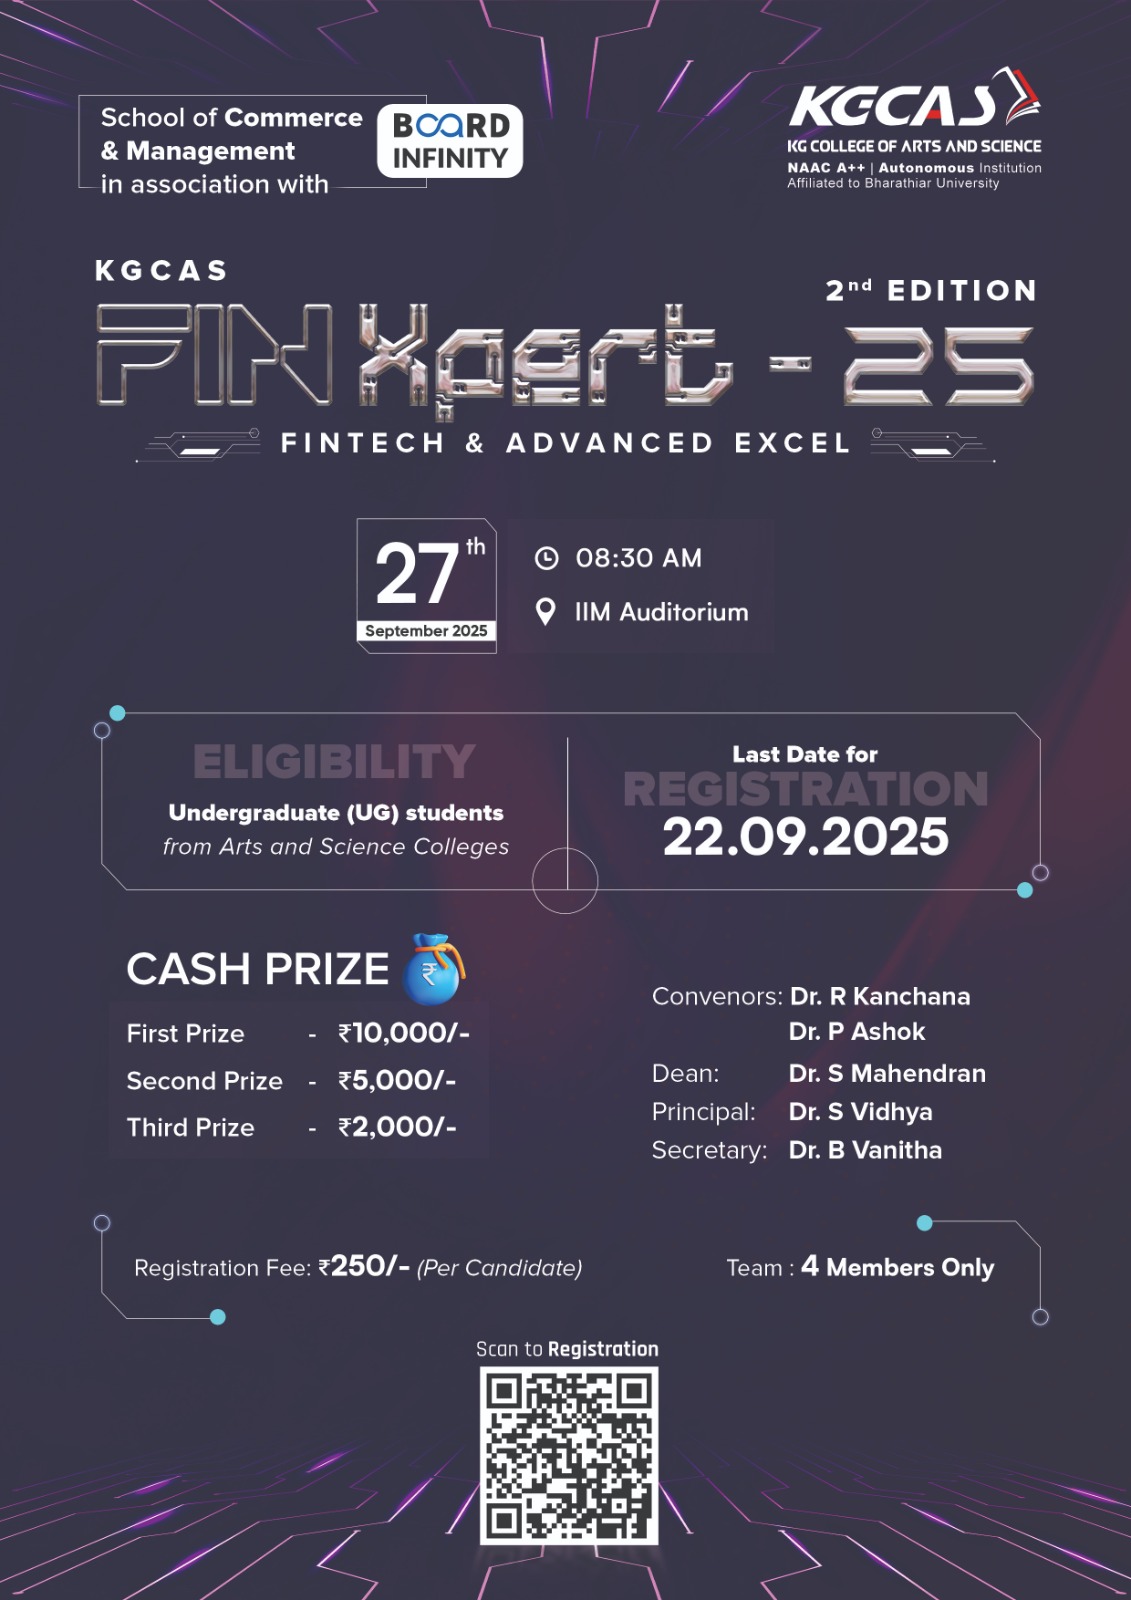 School of Commerce
& Management
in association with
BOARD
INFINITY
KGCAS
KG COLLEGE OF ARTS AND SCIENCE
NAAC A++ | Autonomous Institution
Affiliated to Bharathiar University
KGCAS
2nd EDITION
FIN Xpert - 25
FINTECH & ADVANCED EXCEL
27th
September 2025
08:30 AM
IIM Auditorium
ELIGIBILITY
Undergraduate (UG) students
from Arts and Science Colleges
Last Date for
REGISTRATION
22.09.2025
CASH PRIZE ₹
First Prize - ₹10,000/-
Second Prize - ₹5,000/-
Third Prize - ₹2,000/-
Convenors: Dr. R Kanchana
Dr. P Ashok
Dean: Dr. S Mahendran
Principal: Dr. S Vidhya
Secretary: Dr. B Vanitha
Registration Fee: ₹250/- (Per Candidate)
Team : 4 Members Only
Scan to Registration